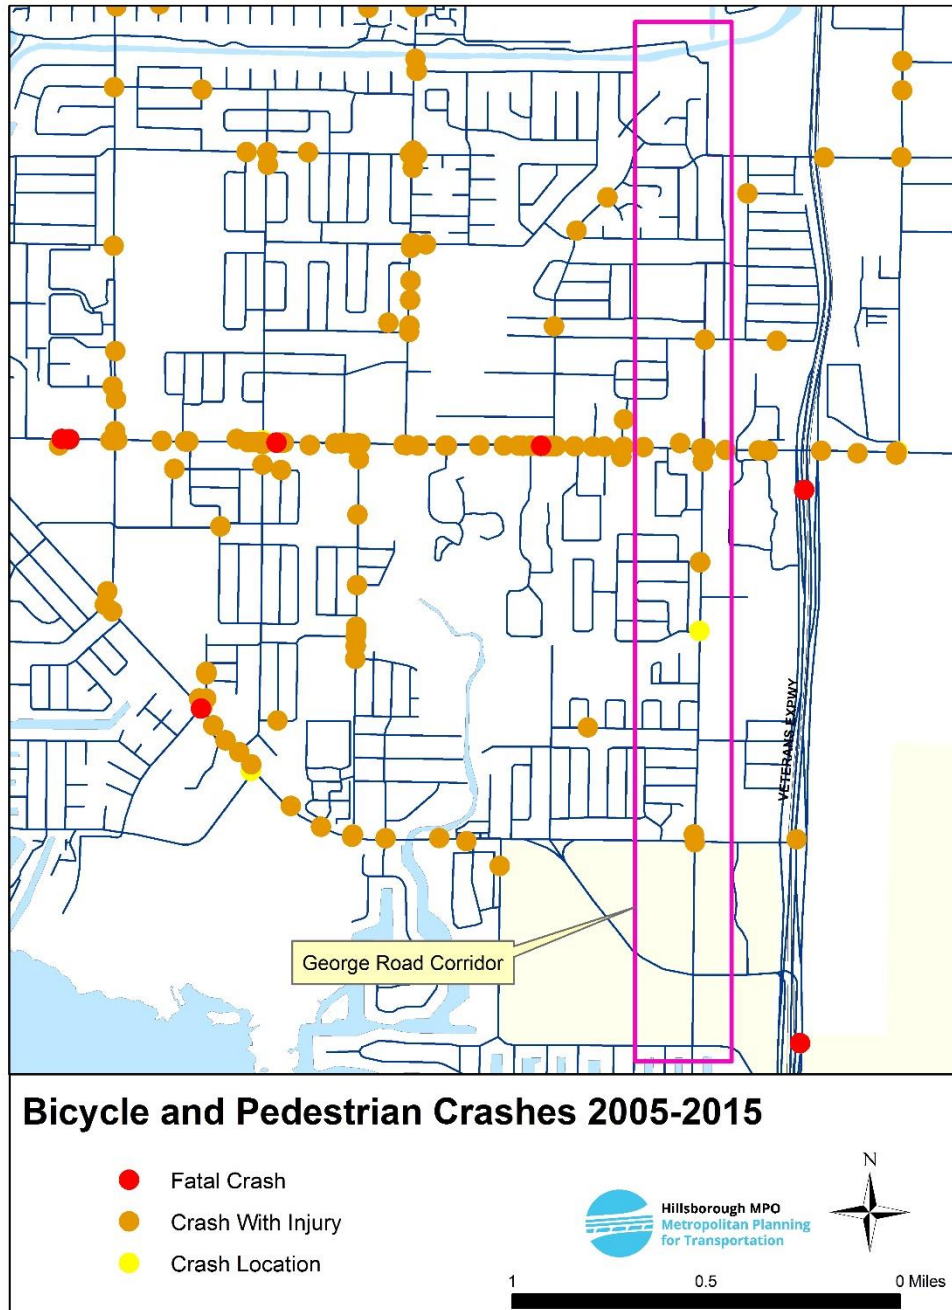 VETERANS EXPWY
George Road Corridor
Bicycle and Pedestrian Crashes 2005-2015
Fatal Crash
Crash With Injury
Crash Location
Hillsborough MPO
Metropolitan Planning
for Transportation
N
1 0.5 0 Miles